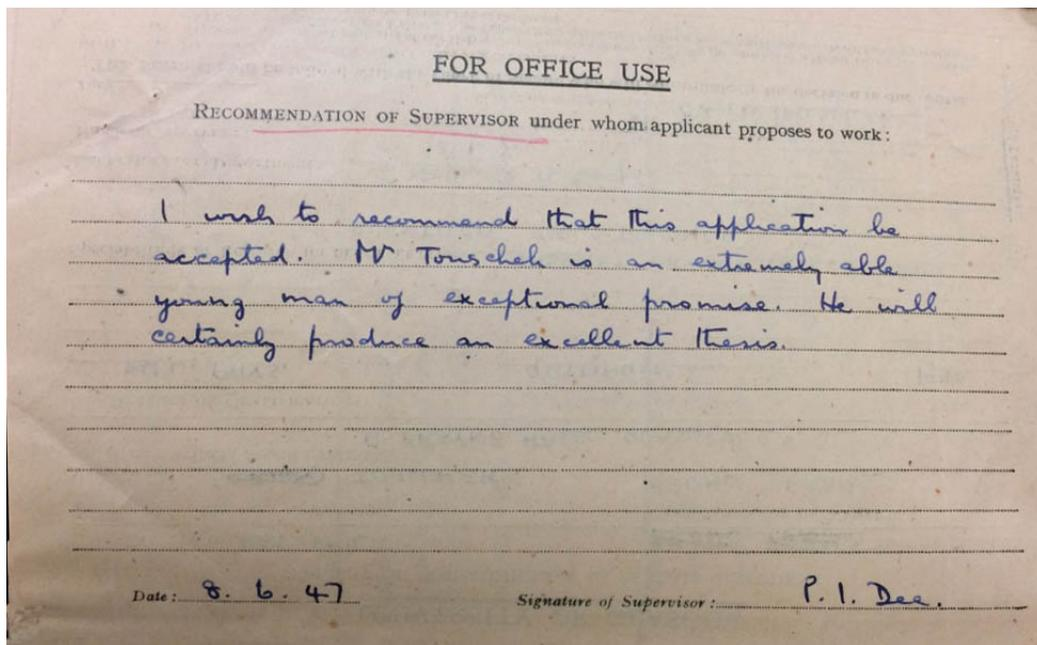 FOR OFFICE USE
RECOMMENDATION OF SUPERVISOR under whom applicant proposes to work:
I wish to recommend that this application be
accepted. Mr Touschek is an extremely able
young man of exceptional promise. He will
certainly produce an excellent thesis.
Date: 8. 6. 47 Signature of Supervisor: P. I. Dee.